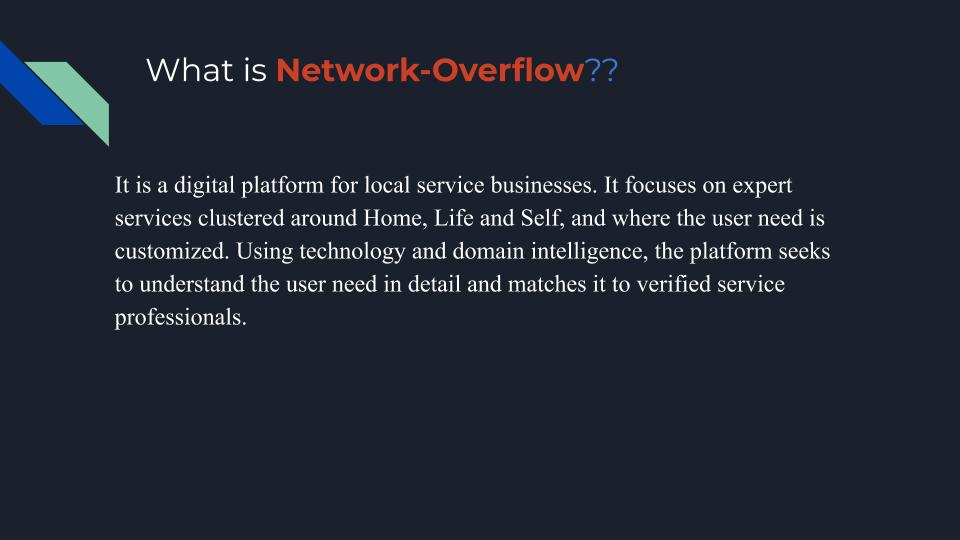 What is Network-Overflow??
It is a digital platform for local service businesses. It focuses on expert
services clustered around Home, Life and Self, and where the user need is
customized. Using technology and domain intelligence, the platform seeks
to understand the user need in detail and matches it to verified service
professionals.